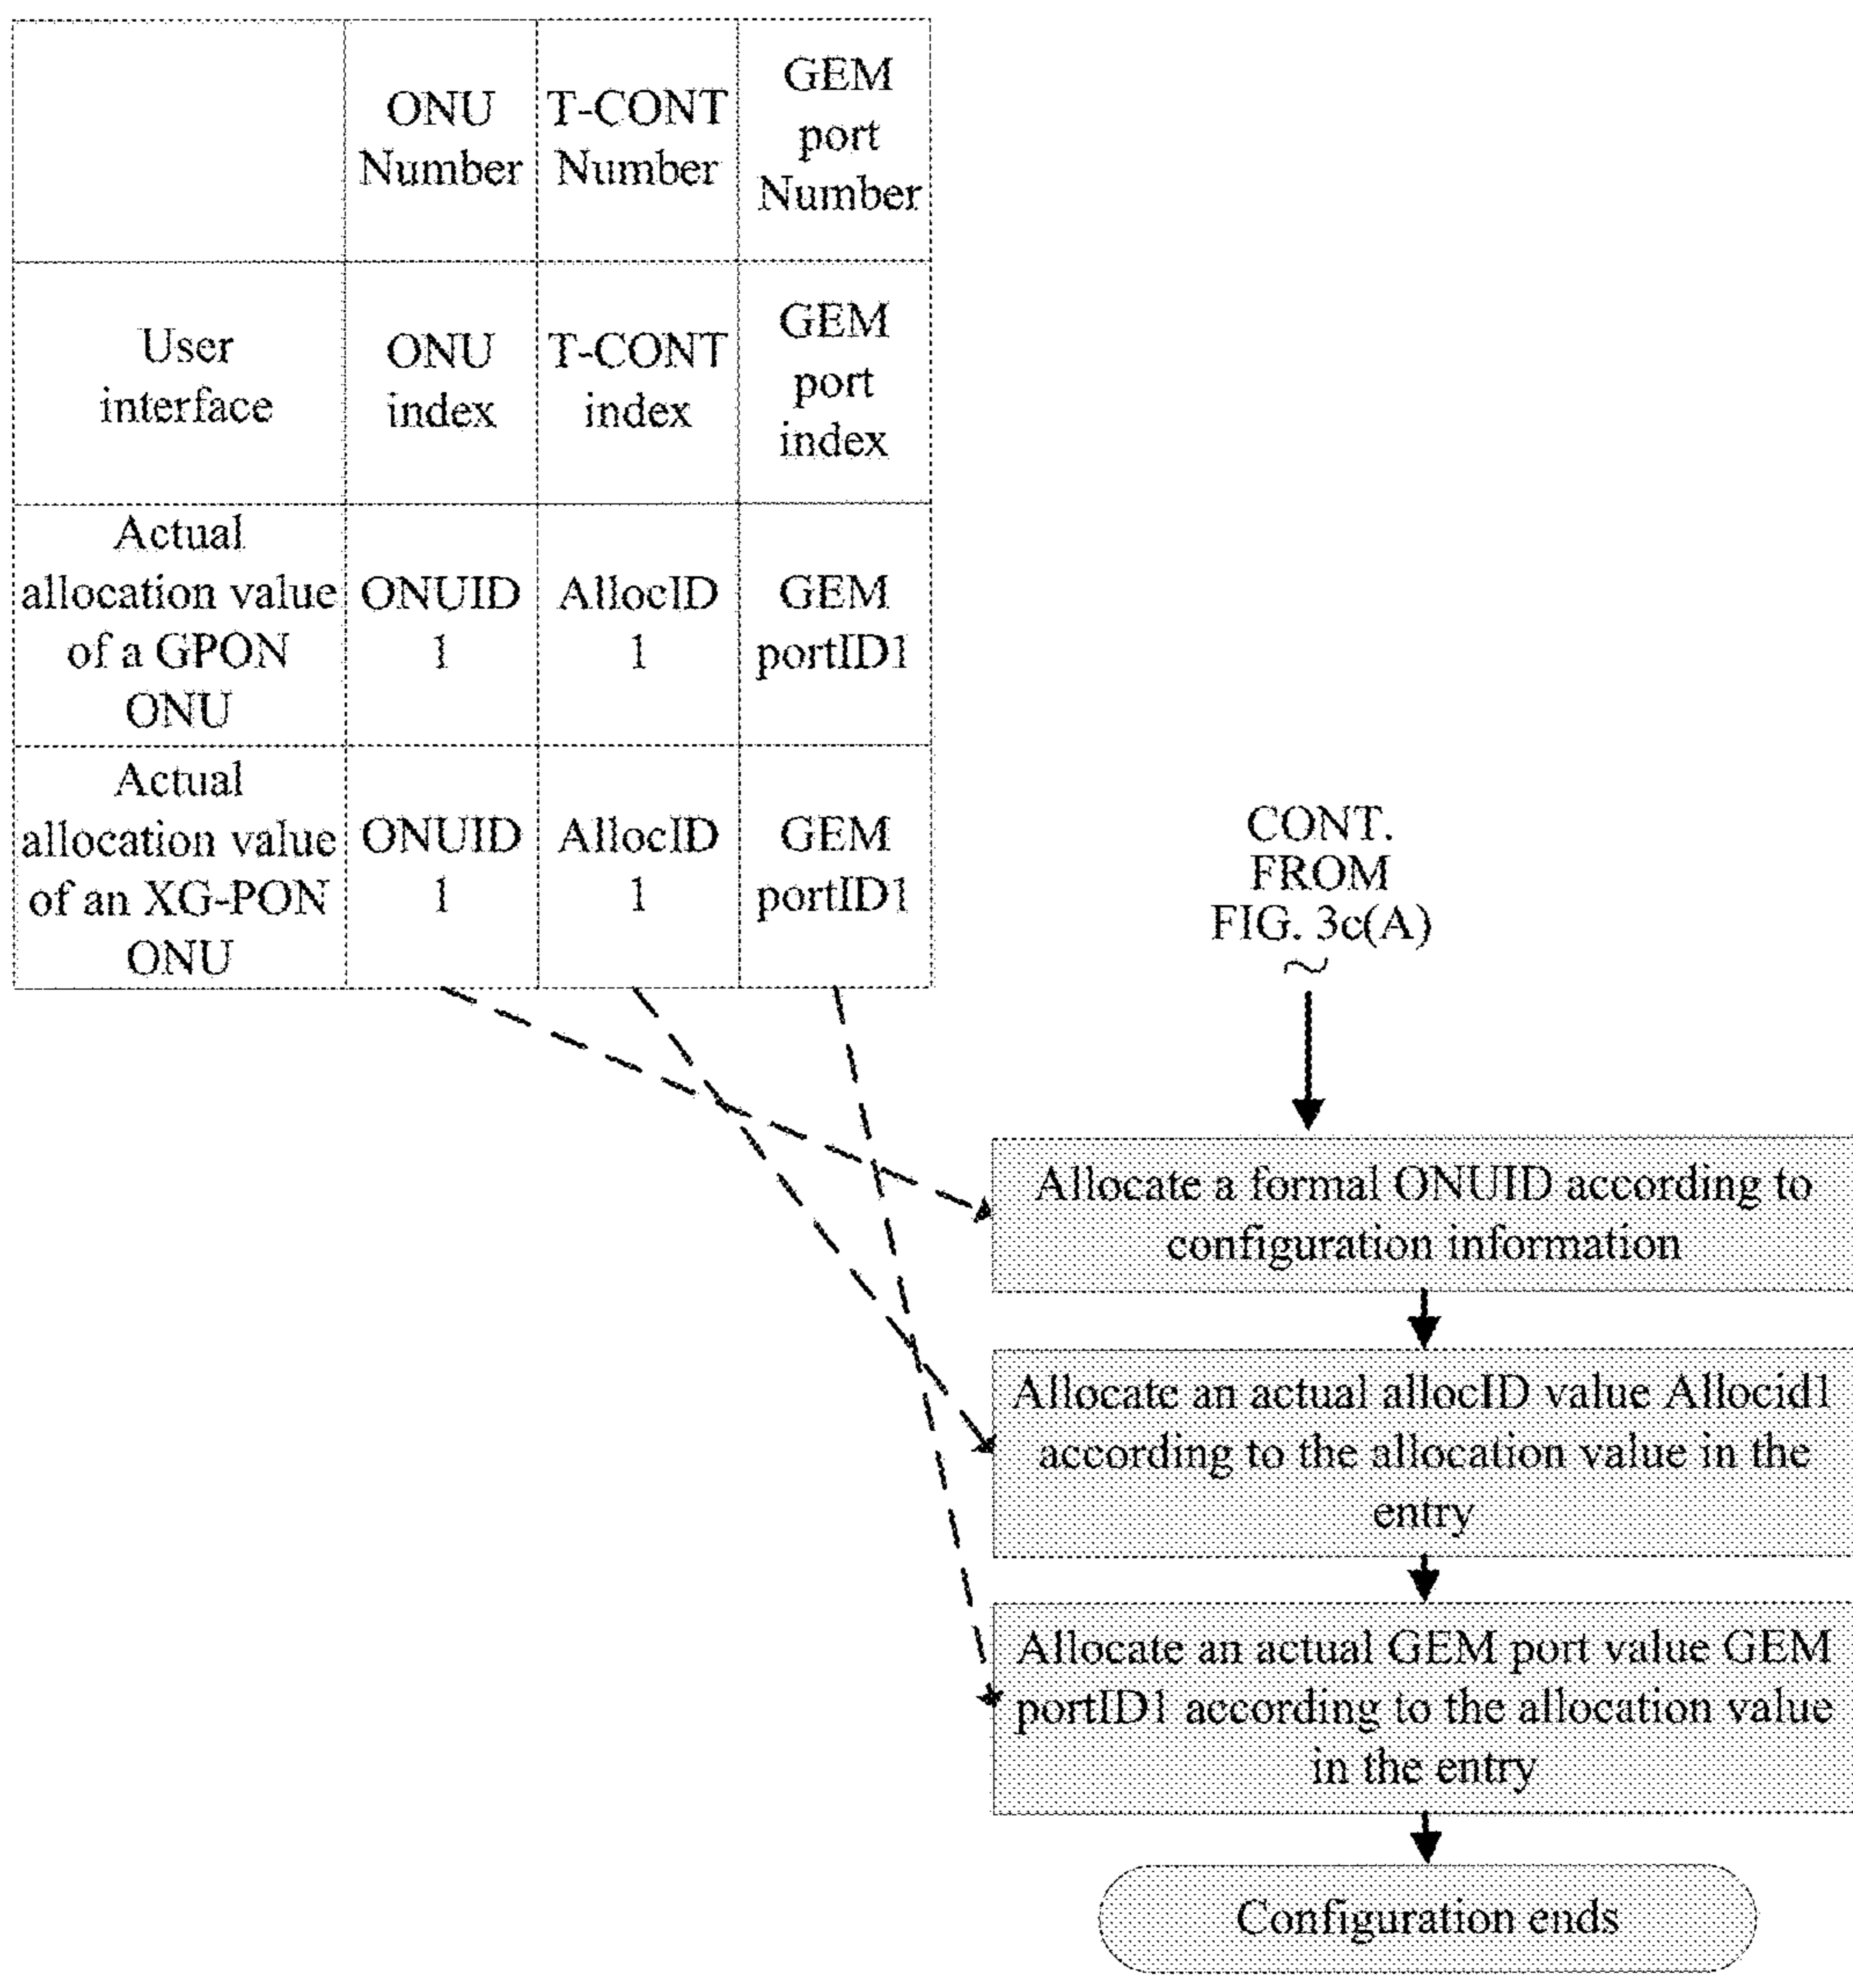 ONU
Number
T-CONT
Number
GEM
port
Number
User
interface
ONU
index
T-CONT
index
GEM
port
index
Actual
allocation value
of a GPON
ONU
ONUID
1
AllocID
1
GEM
portID1
Actual
allocation value
of an XG-PON
ONU
ONUID
1
AllocID
1
GEM
portID1
CONT.
FROM
FIG. 3c(A)
Allocate a formal ONUID according to
configuration information
Allocate an actual allocID value Allocid1
according to the allocation value in the
entry
Allocate an actual GEM port value GEM
portID1 according to the allocation value
in the entry
Configuration ends